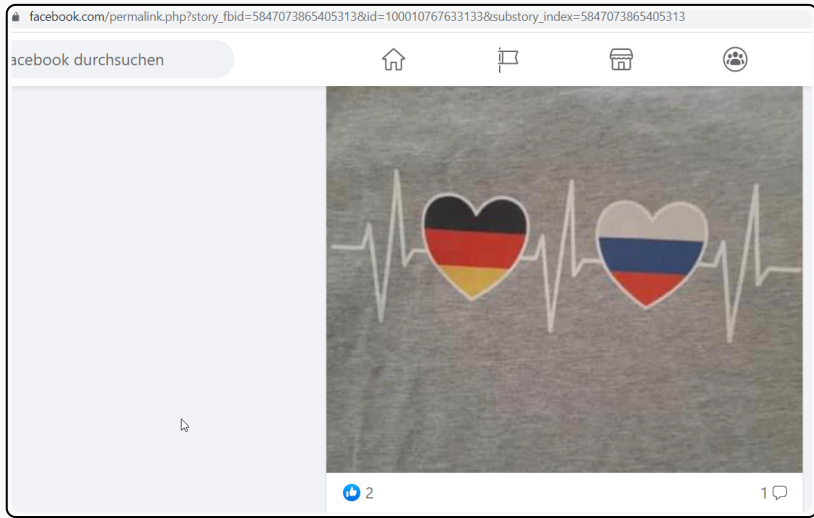 facebook.com/permalink.php?story_fbid=5847073865405313&id=100010767633133&substory_index=5847073865405313
acebook durchsuchen
2
1